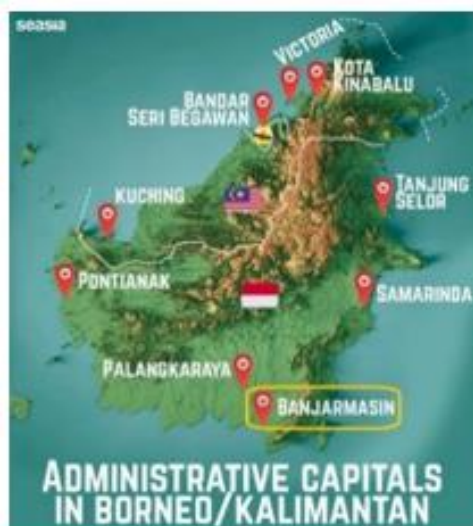 seasia
VICTORIA
KOTA
KINABALU
BANDAR
SERI BEGAWAN
TANJUNG
SELOR
KUCHING
PONTIANAK
SAMARINDA
PALANGKARAYA
BANJARMASIN
ADMINISTRATIVE CAPITALS
IN BORNEO/KALIMANTAN